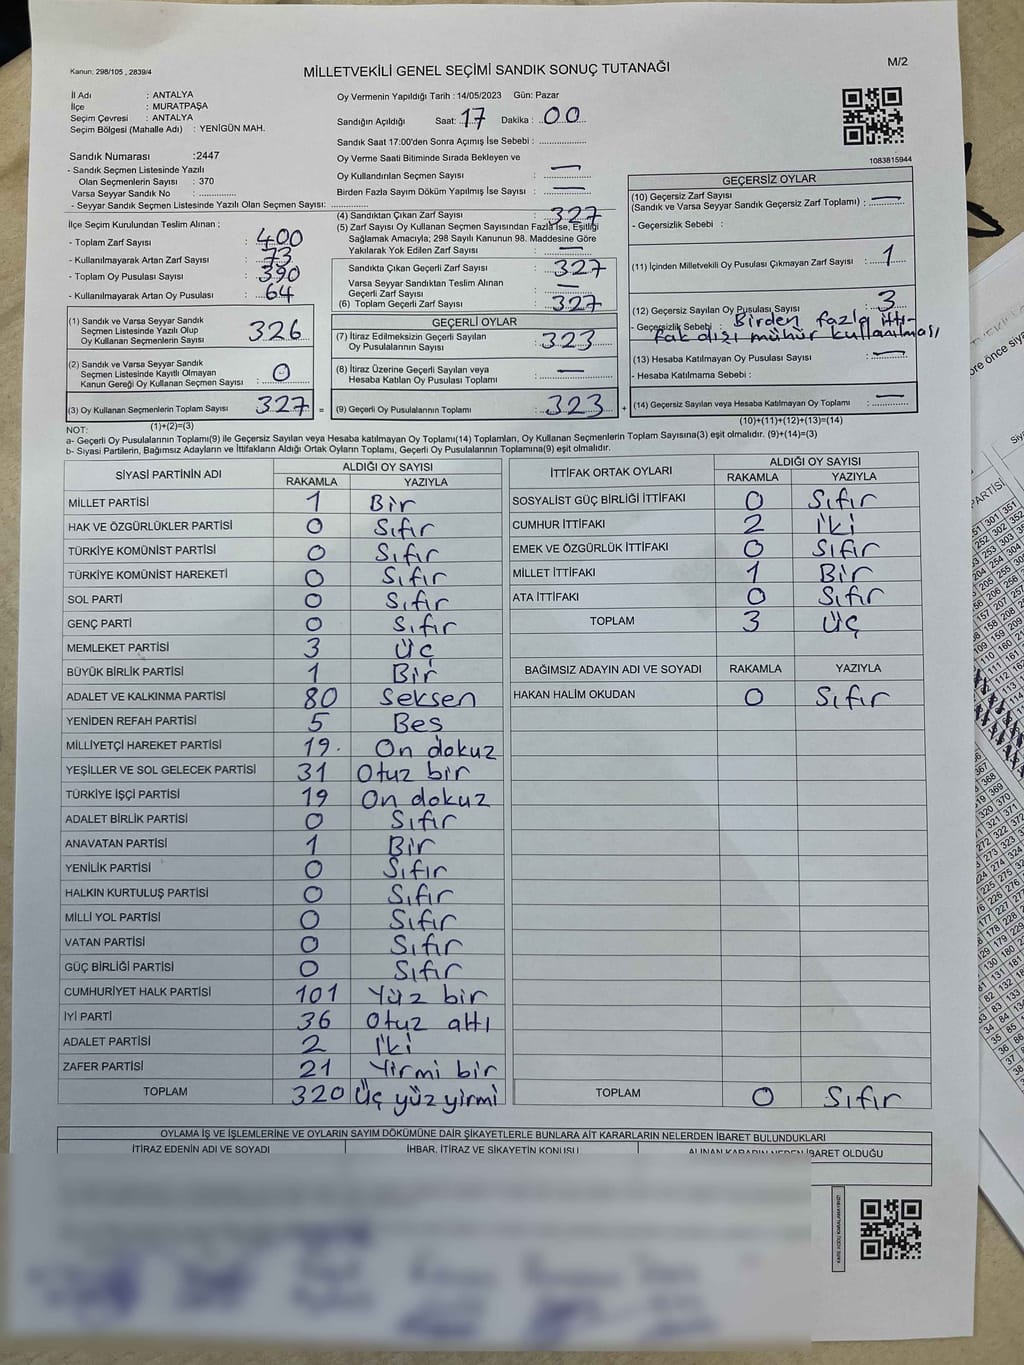 Kanun: 298/105 , 2839/4
MİLLETVEKİLİ GENEL SEÇİMİ SANDIK SONUÇ TUTANAĞI
M/2
İl Adı : ANTALYA
İlçe : MURATPAŞA
Seçim Çevresi : ANTALYA
Seçim Bölgesi (Mahalle Adı) : YENİGÜN MAH.
Sandık Numarası :2447
- Sandık Seçmen Listesinde Yazılı
Olan Seçmenlerin Sayısı : 370
Varsa Seyyar Sandık No : ..............
- Seyyar Sandık Seçmen Listesinde Yazılı Olan Seçmen Sayısı: ..............
Oy Vermenin Yapıldığı Tarih : 14/05/2023 Gün: Pazar
Sandığın Açıldığı Saat: 17 Dakika : 00
Sandık Saat 17:00'den Sonra Açımış İse Sebebi : ..............
Oy Verme Saati Bitiminde Sırada Bekleyen ve
Oy Kullandırılan Seçmen Sayısı : —
Birden Fazla Sayım Döküm Yapılmış İse Sayısı : —
1083815944
İlçe Seçim Kurulundan Teslim Alınan :
- Toplam Zarf Sayısı : 400
- Kullanılmayarak Artan Zarf Sayısı : 73
- Toplam Oy Pusulası Sayısı : 390
- Kullanılmayarak Artan Oy Pusulası : 64
(1) Sandık ve Varsa Seyyar Sandık
Seçmen Listesinde Yazılı Olup
Oy Kullanan Seçmenlerin Sayısı 326
(2) Sandık ve Varsa Seyyar Sandık
Seçmen Listesinde Kayıtlı Olmayan
Kanun Gereği Oy Kullanan Seçmen Sayısı : 0
(3) Oy Kullanan Seçmenlerin Toplam Sayısı 327 =
(1)+(2)=(3)
(4) Sandıktan Çıkan Zarf Sayısı : 327
(5) Zarf Sayısı Oy Kullanan Seçmen Sayısından Fazla İse, Eşitliği
Sağlamak Amacıyla; 298 Sayılı Kanunun 98. Maddesine Göre
Yakılarak Yok Edilen Zarf Sayısı : —
Sandıkta Çıkan Geçerli Zarf Sayısı : 327
Varsa Seyyar Sandıktan Teslim Alınan
Geçerli Zarf Sayısı : —
(6) Toplam Geçerli Zarf Sayısı : 327
GEÇERLİ OYLAR
(7) İtiraz Edilmeksizin Geçerli Sayılan
Oy Pusulalarının Sayısı : 323
(8) İtiraz Üzerine Geçerli Sayılan veya
Hesaba Katılan Oy Pusulası Toplamı : —
(9) Geçerli Oy Pusulalarının Toplamı : 323 +
GEÇERSİZ OYLAR
(10) Geçersiz Zarf Sayısı
(Sandık ve Varsa Seyyar Sandık Geçersiz Zarf Toplamı) : —
- Geçersizlik Sebebi :
(11) İçinden Milletvekili Oy Pusulası Çıkmayan Zarf Sayısı : 1
(12) Geçersiz Sayılan Oy Pusulası Sayısı : 3
- Geçersizlik Sebebi : Birden fazla itti-
fak dışı mühür kullanılması
(13) Hesaba Katılmayan Oy Pusulası Sayısı : —
- Hesaba Katılmama Sebebi :
(14) Geçersiz Sayılan veya Hesaba Katılmayan Oy Toplamı : —
(10)+(11)+(12)+(13)=(14)
NOT:
a- Geçerli Oy Pusulalarının Toplamı(9) ile Geçersiz Sayılan veya Hesaba katılmayan Oy Toplamı(14) Toplamları, Oy Kullanan Seçmenlerin Toplam Sayısına(3) eşit olmalıdır. (9)+(14)=(3)
b- Siyasi Partilerin, Bağımsız Adayların ve İttifakların Aldığı Ortak Oyların Toplamı, Geçerli Oy Pusulalarının Toplamına(9) eşit olmalıdır.
SİYASİ PARTİNİN ADI
ALDIĞI OY SAYISI
RAKAMLA YAZIYLA
MİLLET PARTİSİ 1 Bir
HAK VE ÖZGÜRLÜKLER PARTİSİ 0 Sıfır
TÜRKİYE KOMÜNİST PARTİSİ 0 Sıfır
TÜRKİYE KOMÜNİST HAREKETİ 0 Sıfır
SOL PARTİ 0 Sıfır
GENÇ PARTİ 0 Sıfır
MEMLEKET PARTİSİ 3 Üç
BÜYÜK BİRLİK PARTİSİ 1 Bir
ADALET VE KALKINMA PARTİSİ 80 Seksen
YENİDEN REFAH PARTİSİ 5 Bes
MİLLİYETÇİ HAREKET PARTİSİ 19. On dokuz
YEŞİLLER VE SOL GELECEK PARTİSİ 31 Otuz bir
TÜRKİYE İŞÇİ PARTİSİ 19 On dokuz
ADALET BİRLİK PARTİSİ 0 Sıfır
ANAVATAN PARTİSİ 1 Bir
YENİLİK PARTİSİ 0 Sıfır
HALKIN KURTULUŞ PARTİSİ 0 Sıfır
MİLLİ YOL PARTİSİ 0 Sıfır
VATAN PARTİSİ 0 Sıfır
GÜÇ BİRLİĞİ PARTİSİ 0 Sıfır
CUMHURİYET HALK PARTİSİ 101 Yüz bir
İYİ PARTİ 36 Otuz altı
ADALET PARTİSİ 2 İki
ZAFER PARTİSİ 21 Yirmi bir
TOPLAM 320 Üç yüz yirmi
İTTİFAK ORTAK OYLARI
ALDIĞI OY SAYISI
RAKAMLA YAZIYLA
SOSYALİST GÜÇ BİRLİĞİ İTTİFAKI 0 Sıfır
CUMHUR İTTİFAKI 2 İki
EMEK VE ÖZGÜRLÜK İTTİFAKI 0 Sıfır
MİLLET İTTİFAKI 1 Bir
ATA İTTİFAKI 0 Sıfır
TOPLAM 3 Üç
BAĞIMSIZ ADAYIN ADI VE SOYADI RAKAMLA YAZIYLA
HAKAN HALİM OKUDAN 0 Sıfır
TOPLAM 0 Sıfır
OYLAMA İŞ VE İŞLEMLERİNE VE OYLARIN SAYIM DÖKÜMÜNE DAİR ŞİKAYETLERLE BUNLARA AİT KARARLARIN NELERDEN İBARET BULUNDUKLARI
İTİRAZ EDENİN ADI VE SOYADI
İHBAR, İTİRAZ VE ŞİKAYETİN KONUSU
ALINAN KARARIN NEDEN İBARET OLDUĞU